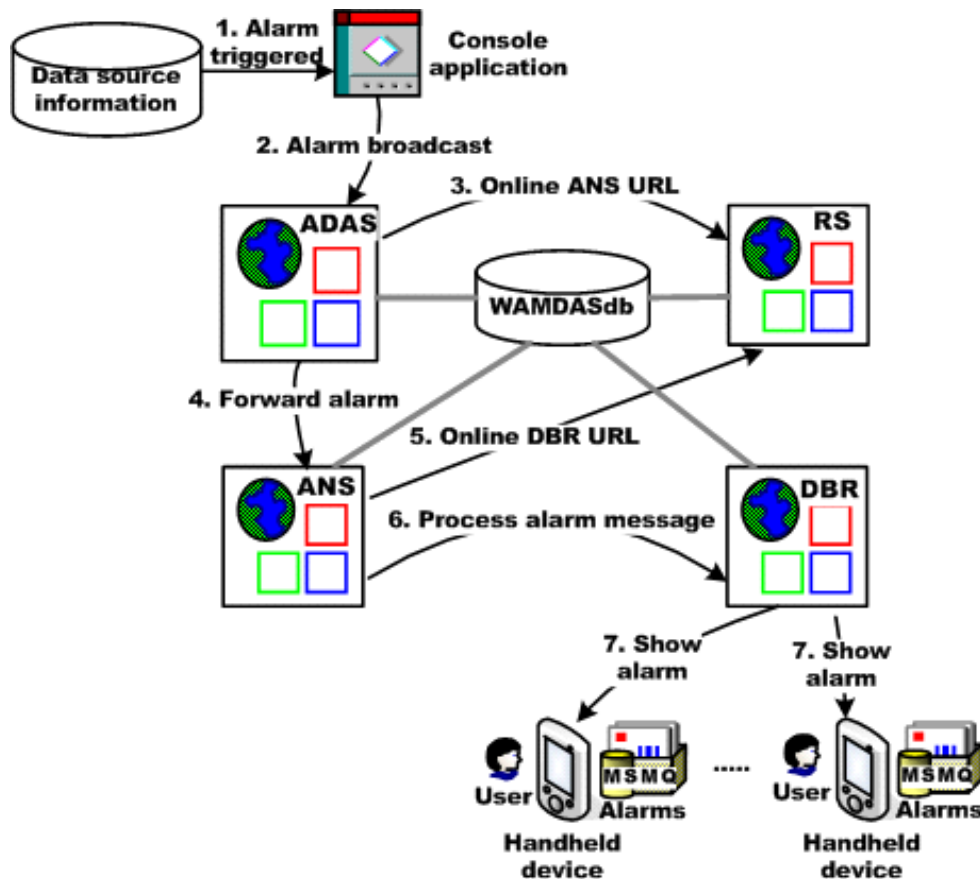 1. Alarm
triggered
Data source
information
Console
application
2. Alarm broadcast
3. Online ANS URL
ADAS
RS
WAMDASdb
4. Forward alarm
5. Online DBR URL
ANS
DBR
6. Process alarm message
7. Show
alarm
7. Show
alarm
User
MSMQ
Alarms
Handheld
device
.....
User
MSMQ
Alarms
Handheld
device